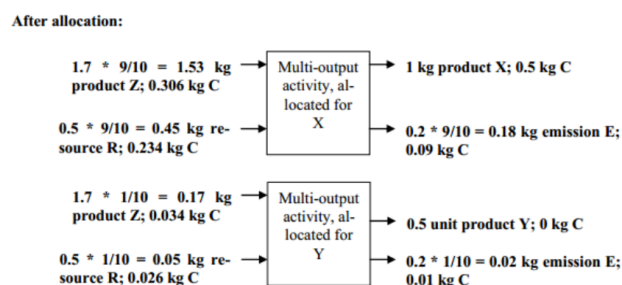 After allocation:
1.7 * 9/10 = 1.53 kg
product Z; 0.306 kg C
0.5 * 9/10 = 0.45 kg re-
source R; 0.234 kg C
Multi-output
activity, al-
located for
X
1 kg product X; 0.5 kg C
0.2 * 9/10 = 0.18 kg emission E;
0.09 kg C
1.7 * 1/10 = 0.17 kg
product Z; 0.034 kg C
0.5 * 1/10 = 0.05 kg re-
source R; 0.026 kg C
Multi-output
activity, al-
located for
Y
0.5 unit product Y; 0 kg C
0.2 * 1/10 = 0.02 kg emission E;
0.01 kg C